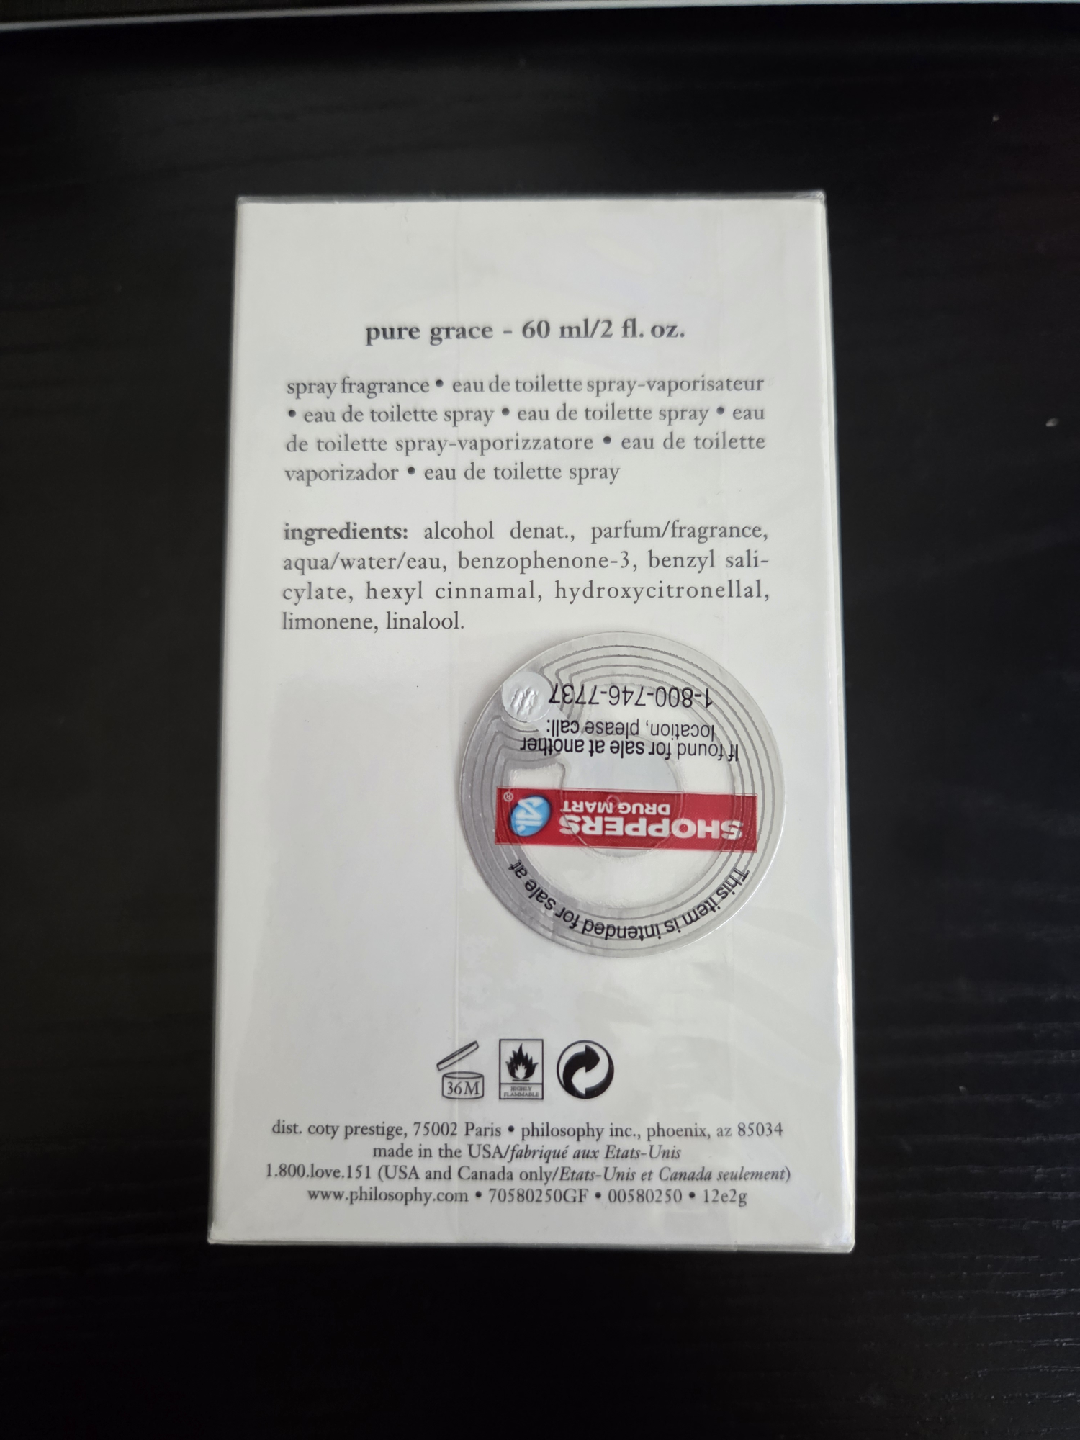 pure grace - 60 ml/2 fl. oz.
spray fragrance • eau de toilette spray-vaporisateur
• eau de toilette spray • eau de toilette spray • eau
de toilette spray-vaporizzatore • eau de toilette
vaporizador • eau de toilette spray
ingredients: alcohol denat., parfum/fragrance,
aqua/water/eau, benzophenone-3, benzyl sali-
cylate, hexyl cinnamal, hydroxycitronellal,
limonene, linalool.
This item is intended for sale at
SHOPPERS
DRUG MART
®
If found for sale at another
location, please call:
1-800-746-7737
36M
HIGHLY
FLAMMABLE
dist. coty prestige, 75002 Paris • philosophy inc., phoenix, az 85034
made in the USA/fabriqué aux Etats-Unis
1.800.love.151 (USA and Canada only/Etats-Unis et Canada seulement)
www.philosophy.com • 70580250GF • 00580250 • 12e2g